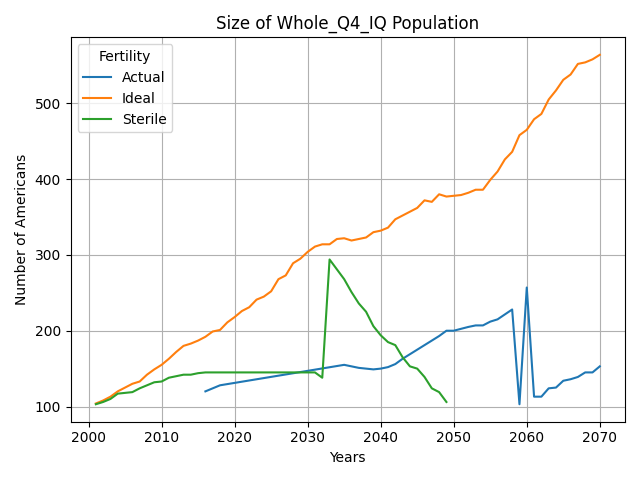 Size of Whole_Q4_IQ Population
Fertility
Actual
Ideal
Sterile
Number of Americans
500
400
300
200
100
2000 2010 2020 2030 2040 2050 2060 2070
Years